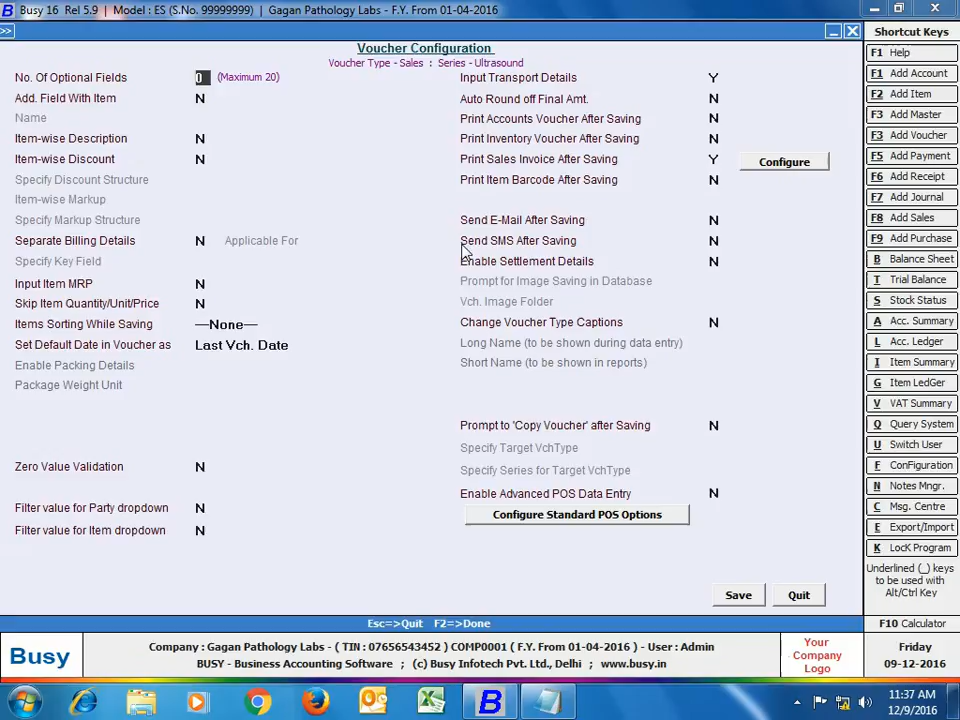 Busy 16 Rel 5.9 | Model : ES (S.No. 99999999) | Gagan Pathology Labs - F.Y. From 01-04-2016
>>
Voucher Configuration
Voucher Type - Sales : Series - Ultrasound
No. Of Optional Fields 0 (Maximum 20)
Add. Field With Item N
Name
Item-wise Description N
Item-wise Discount N
Specify Discount Structure
Item-wise Markup
Specify Markup Structure
Separate Billing Details N Applicable For
Specify Key Field
Input Item MRP N
Skip Item Quantity/Unit/Price N
Items Sorting While Saving ---None---
Set Default Date in Voucher as Last Vch. Date
Enable Packing Details
Package Weight Unit
Zero Value Validation N
Filter value for Party dropdown N
Filter value for Item dropdown N
Input Transport Details Y
Auto Round off Final Amt. N
Print Accounts Voucher After Saving N
Print Inventory Voucher After Saving N
Print Sales Invoice After Saving Y Configure
Print Item Barcode After Saving N
Send E-Mail After Saving N
Send SMS After Saving N
Enable Settlement Details N
Prompt for Image Saving in Database
Vch. Image Folder
Change Voucher Type Captions N
Long Name (to be shown during data entry)
Short Name (to be shown in reports)
Prompt to 'Copy Voucher' after Saving N
Specify Target VchType
Specify Series for Target VchType
Enable Advanced POS Data Entry N
Configure Standard POS Options
Save Quit
Esc=>Quit F2=>Done
Shortcut Keys
F1 Help
F1 Add Account
F2 Add Item
F3 Add Master
F3 Add Voucher
F5 Add Payment
F6 Add Receipt
F7 Add Journal
F8 Add Sales
F9 Add Purchase
B Balance Sheet
T Trial Balance
S Stock Status
A Acc. Summary
L Acc. Ledger
I Item Summary
G Item LedGer
V VAT Summary
Q Query System
U Switch User
F Configuration
N Notes Mngr.
C Msg. Centre
E Export/Import
K LocK Program
Underlined (_) keys
to be used with
Alt/Ctrl Key
F10 Calculator
Busy
Company : Gagan Pathology Labs - ( TIN : 07656543452 ) COMP0001 ( F.Y. From 01-04-2016 ) - User : Admin
BUSY - Business Accounting Software ; (c) Busy Infotech Pvt. Ltd., Delhi ; www.busy.in
Your
Company
Logo
Friday
09-12-2016
11:37 AM
12/9/2016